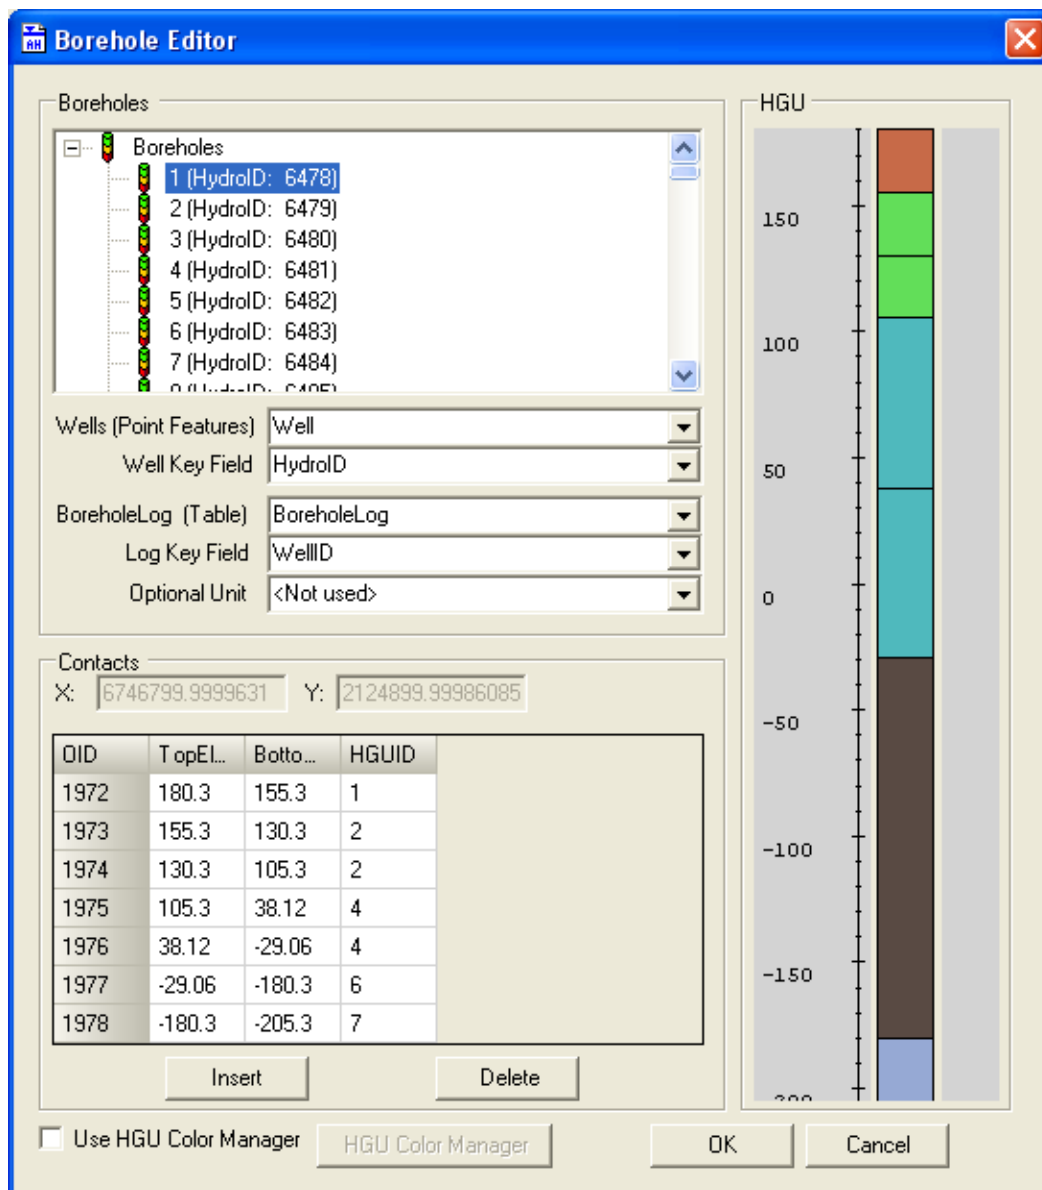 Borehole Editor
Boreholes
Boreholes
1 (HydroID: 6478)
2 (HydroID: 6479)
3 (HydroID: 6480)
4 (HydroID: 6481)
5 (HydroID: 6482)
6 (HydroID: 6483)
7 (HydroID: 6484)
Wells (Point Features) Well
Well Key Field HydroID
BoreholeLog (Table) BoreholeLog
Log Key Field WellID
Optional Unit <Not used>
Contacts
X: 6746799.9999631 Y: 2124899.99986085
OID TopEl... Botto... HGUID
1972 180.3 155.3 1
1973 155.3 130.3 2
1974 130.3 105.3 2
1975 105.3 38.12 4
1976 38.12 -29.06 4
1977 -29.06 -180.3 6
1978 -180.3 -205.3 7
Insert Delete
Use HGU Color Manager HGU Color Manager OK Cancel
HGU
150
100
50
0
-50
-100
-150